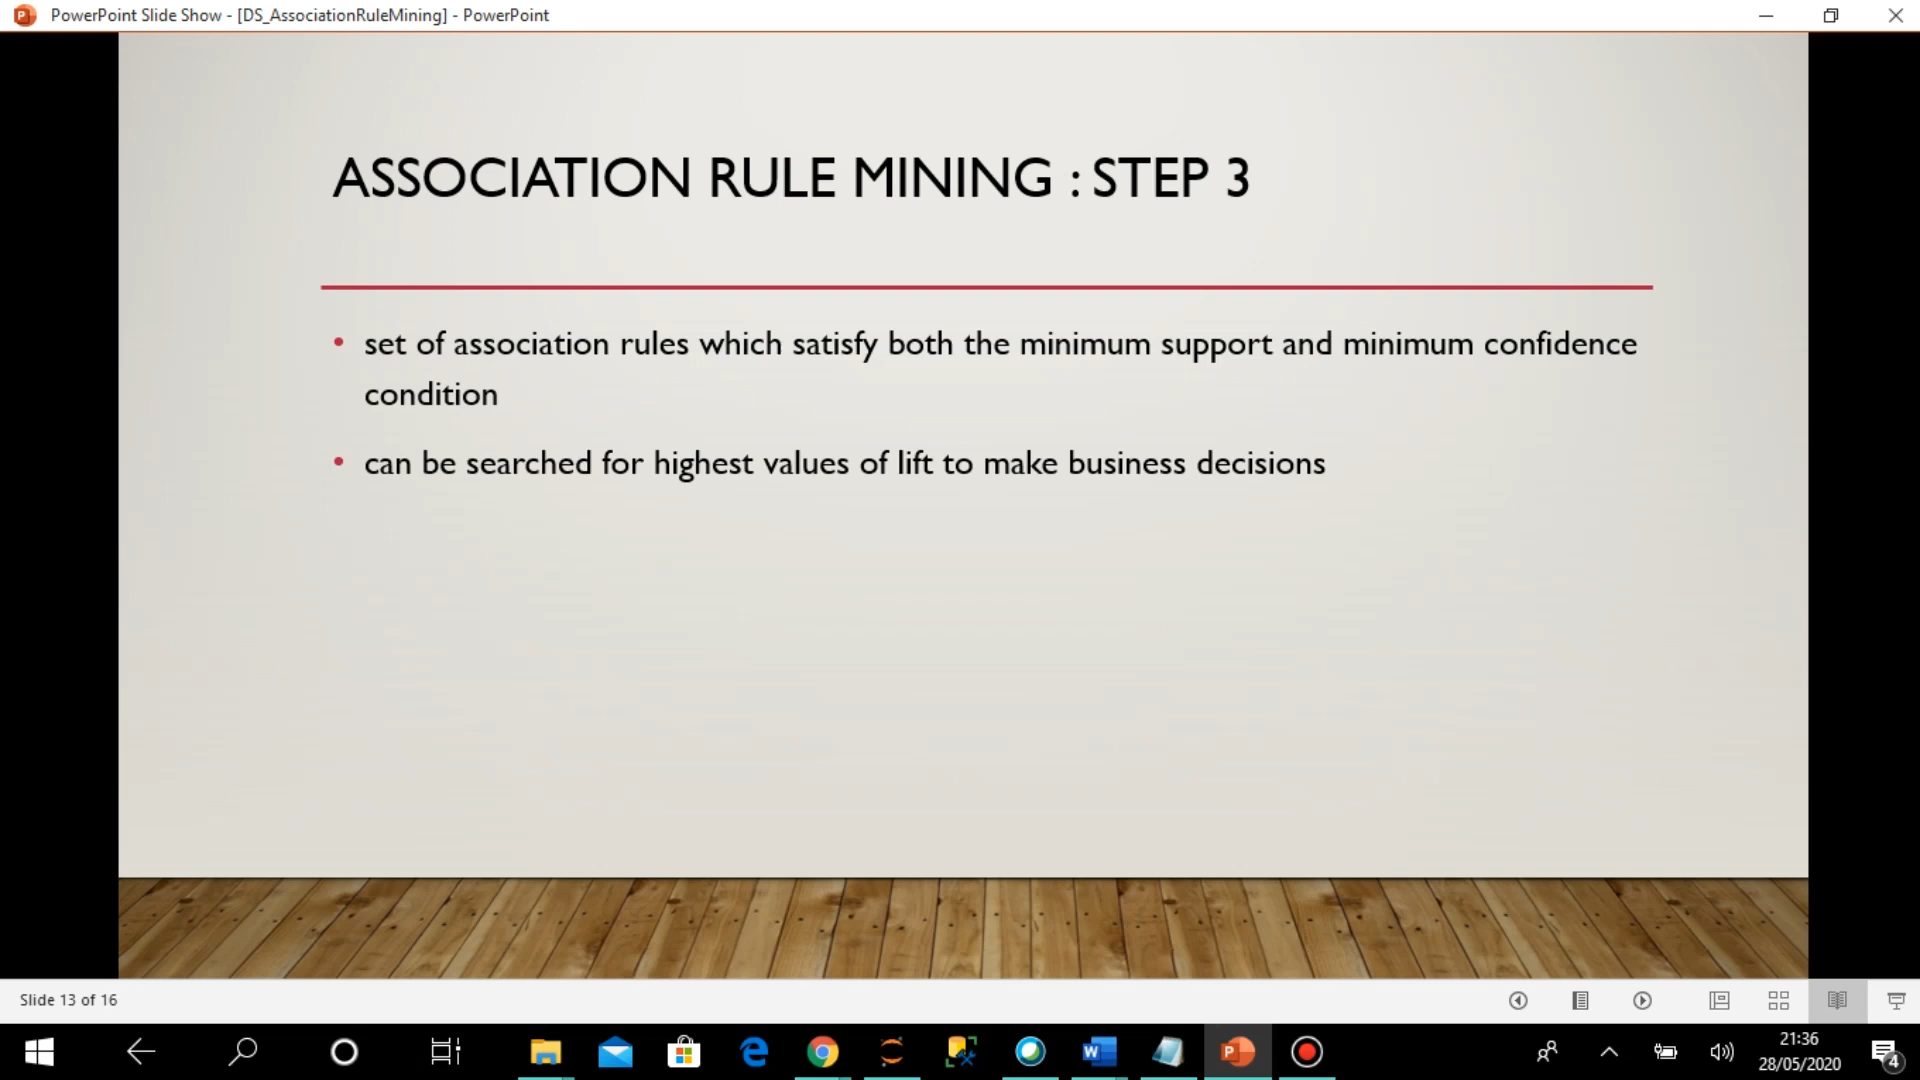 PowerPoint Slide Show - [DS_AssociationRuleMining] - PowerPoint
ASSOCIATION RULE MINING : STEP 3
• set of association rules which satisfy both the minimum support and minimum confidence
condition
• can be searched for highest values of lift to make business decisions
Slide 13 of 16
21:36
28/05/2020
4